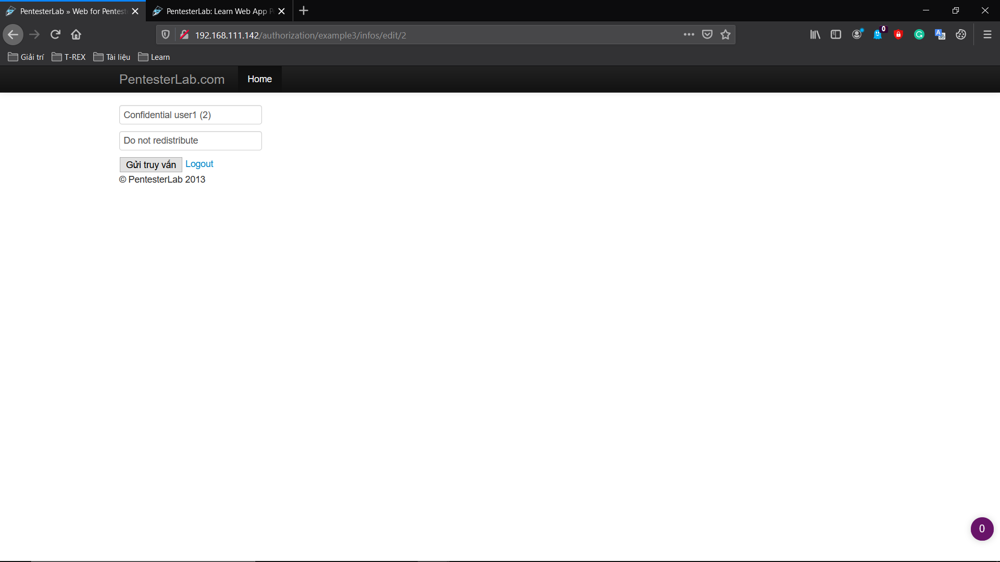 PentesterLab » Web for Pentest
PentesterLab: Learn Web App P
192.168.111.142/authorization/example3/infos/edit/2
0
Giải trí
T-REX
Tài liệu
Learn
PentesterLab.com
Home
Confidential user1 (2)
Do not redistribute
Gửi truy vấn
Logout
© PentesterLab 2013
0